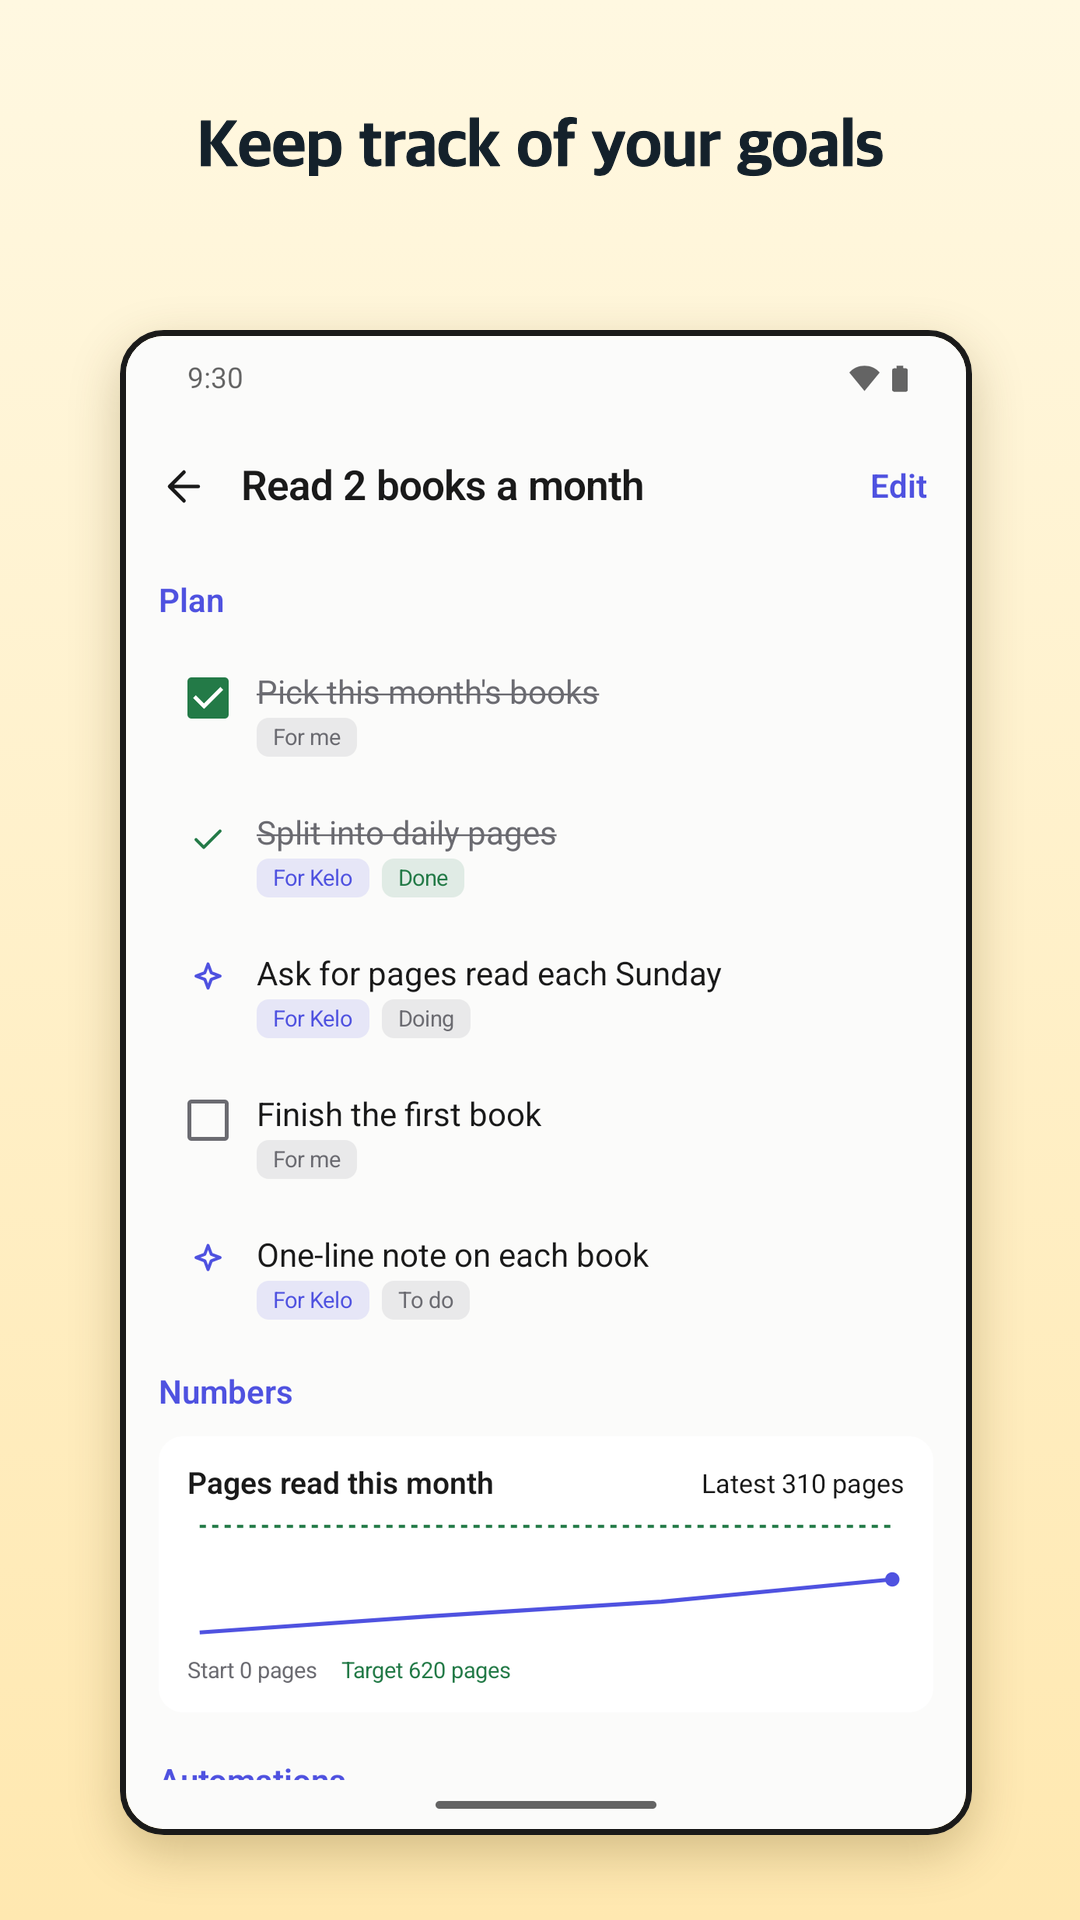 Keep track of your goals
9:30
Read 2 books a month
Edit
Plan
Pick this month's books
For me
Split into daily pages
For Kelo Done
Ask for pages read each Sunday
For Kelo Doing
Finish the first book
For me
One-line note on each book
For Kelo To do
Numbers
Pages read this month Latest 310 pages
Start 0 pages Target 620 pages
Automations